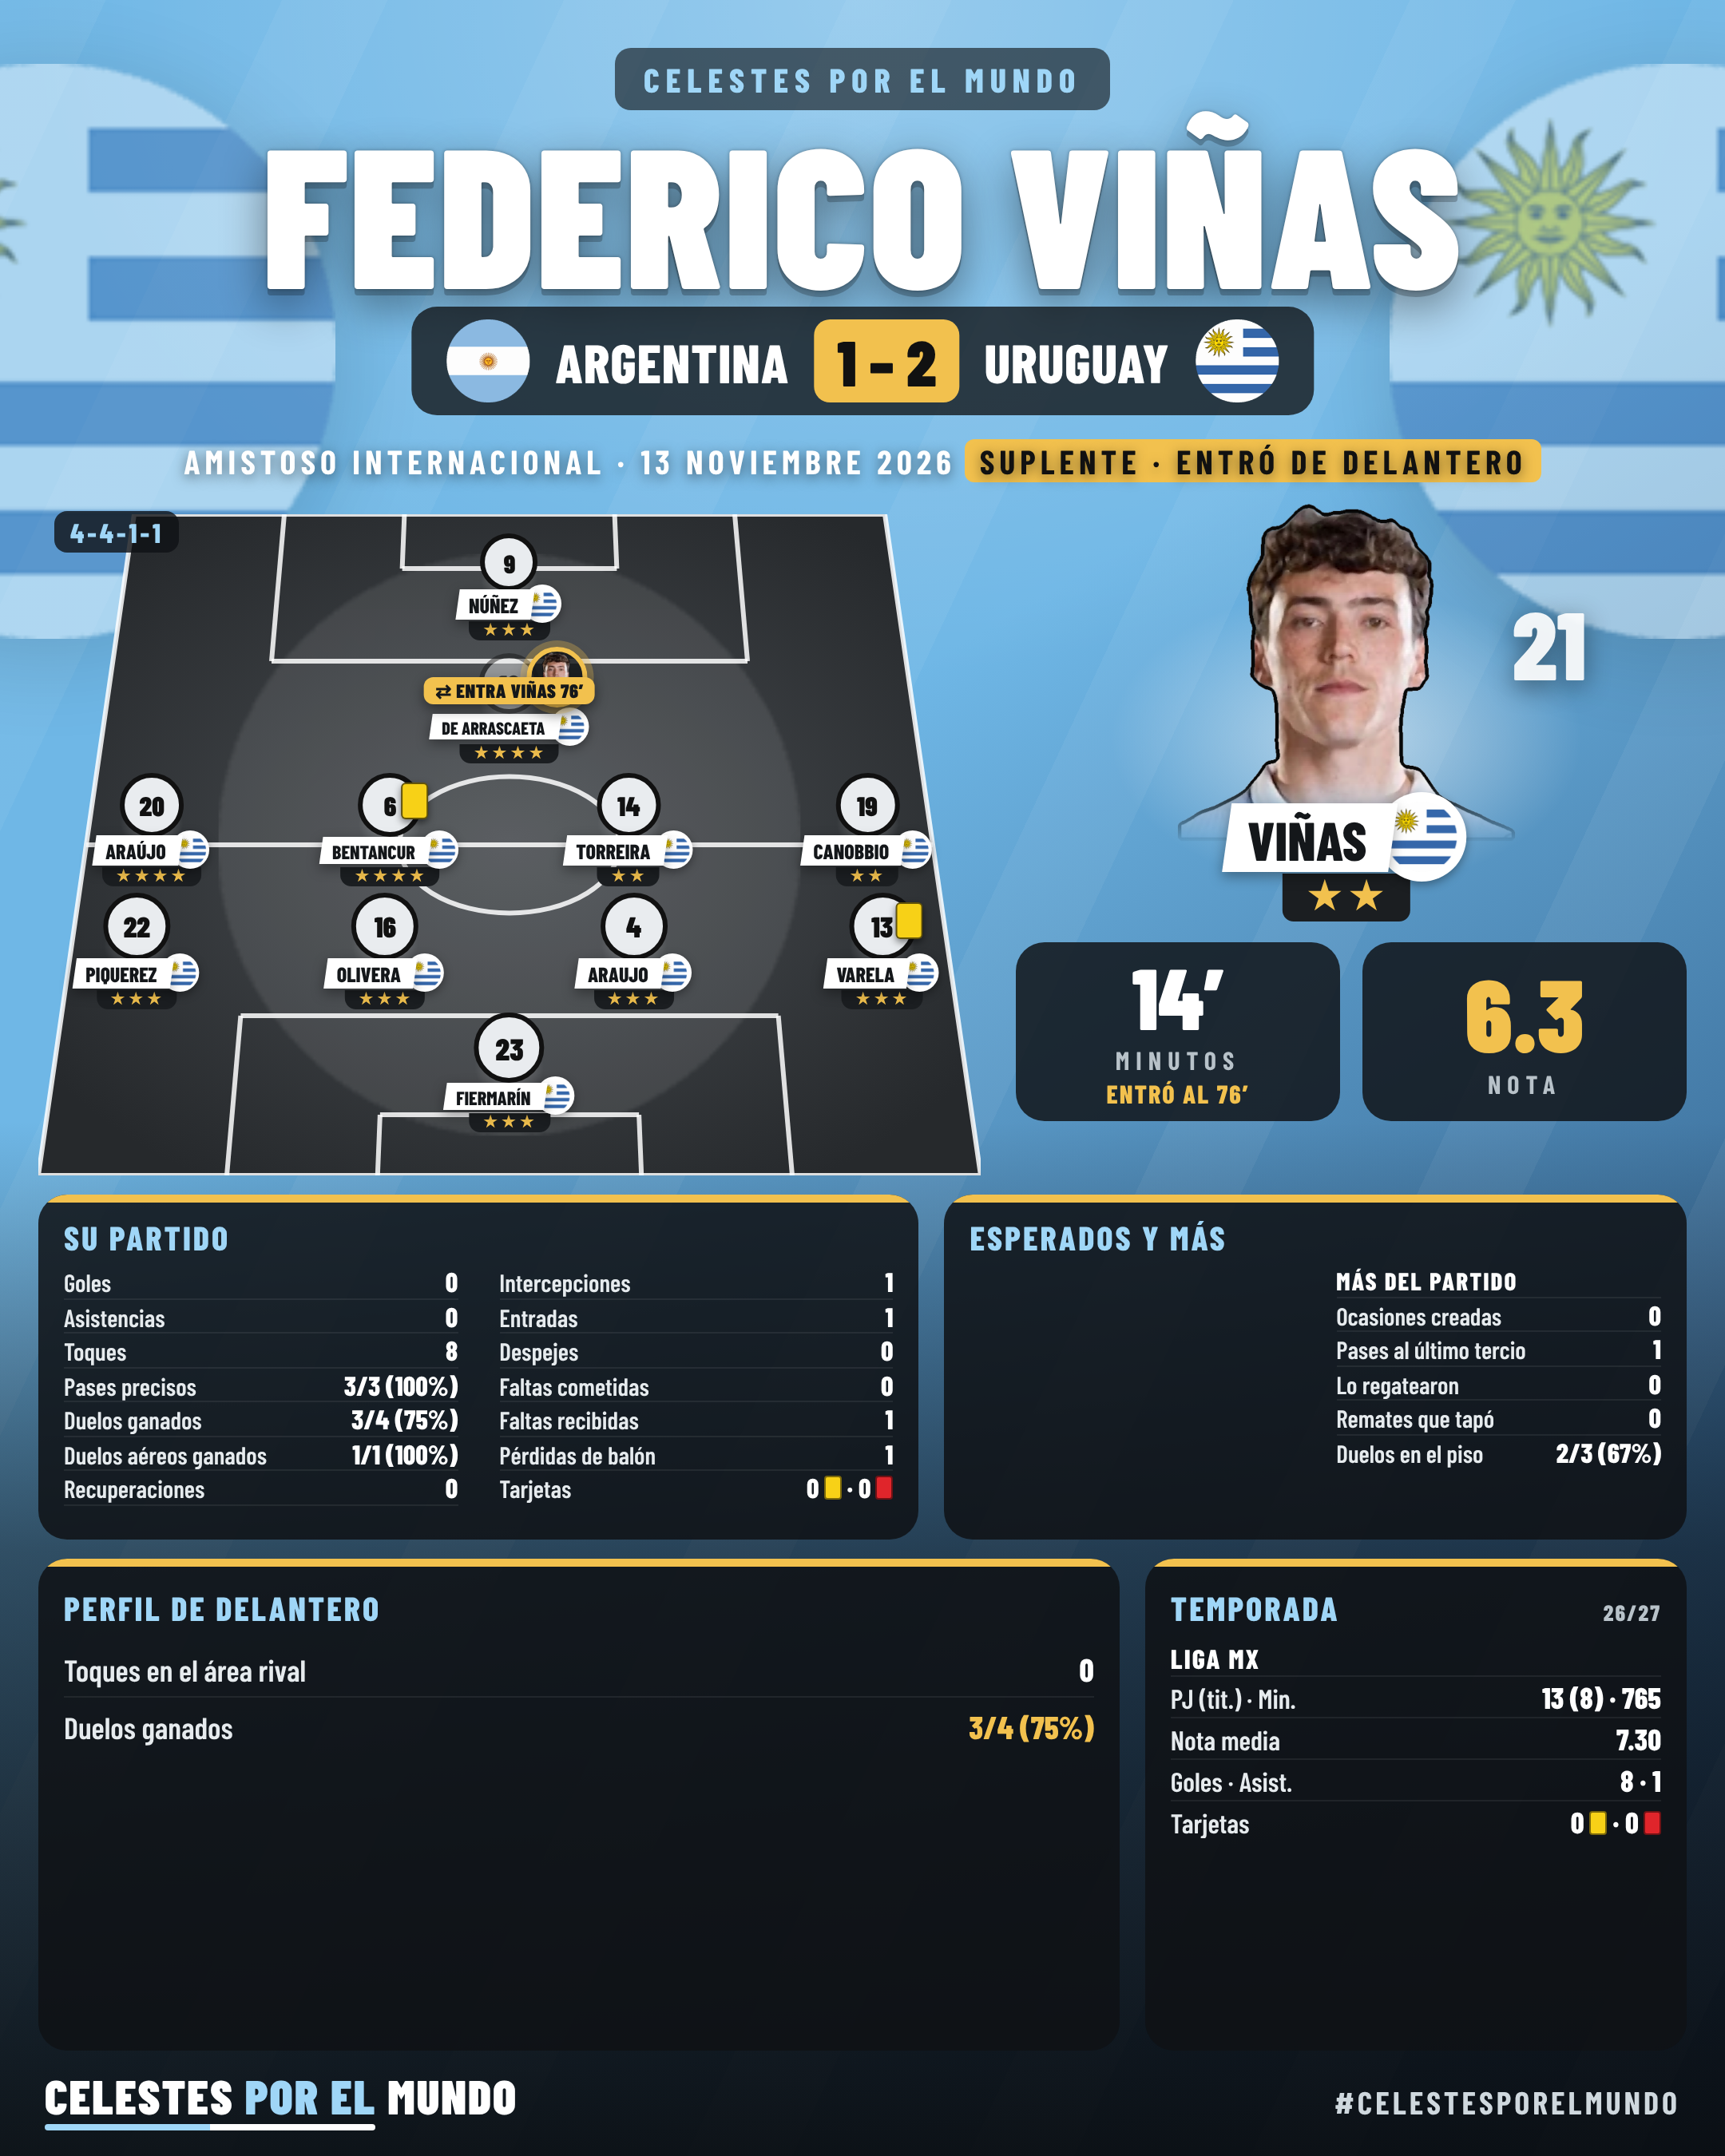 CELESTES POR EL MUNDO
FEDERICO VIÑAS
ARGENTINA 1 - 2 URUGUAY
AMISTOSO INTERNACIONAL · 13 NOVIEMBRE 2026 SUPLENTE · ENTRÓ DE DELANTERO
4-4-1-1
9
NÚÑEZ
★★★
⇄ ENTRA VIÑAS 76'
DE ARRASCAETA
★★★★
20 6 14 19
ARAÚJO BENTANCUR TORREIRA CANOBBIO
★★★★ ★★★★ ★★ ★★
22 16 4 13
PIQUEREZ OLIVERA ARAUJO VARELA
★★★ ★★★ ★★★ ★★★
23
FIERMARÍN
★★★
21
VIÑAS
★★
14'
MINUTOS
ENTRÓ AL 76'
6.3
NOTA
SU PARTIDO
Goles 0
Asistencias 0
Toques 8
Pases precisos 3/3 (100%)
Duelos ganados 3/4 (75%)
Duelos aéreos ganados 1/1 (100%)
Recuperaciones 0
Intercepciones 1
Entradas 1
Despejes 0
Faltas cometidas 0
Faltas recibidas 1
Pérdidas de balón 1
Tarjetas 0 · 0
ESPERADOS Y MÁS
MÁS DEL PARTIDO
Ocasiones creadas 0
Pases al último tercio 1
Lo regatearon 0
Remates que tapó 0
Duelos en el piso 2/3 (67%)
PERFIL DE DELANTERO
Toques en el área rival 0
Duelos ganados 3/4 (75%)
TEMPORADA 26/27
LIGA MX
PJ (tit.) · Min. 13 (8) · 765
Nota media 7.30
Goles · Asist. 8 · 1
Tarjetas 0 · 0
CELESTES POR EL MUNDO
#CELESTESPORELMUNDO